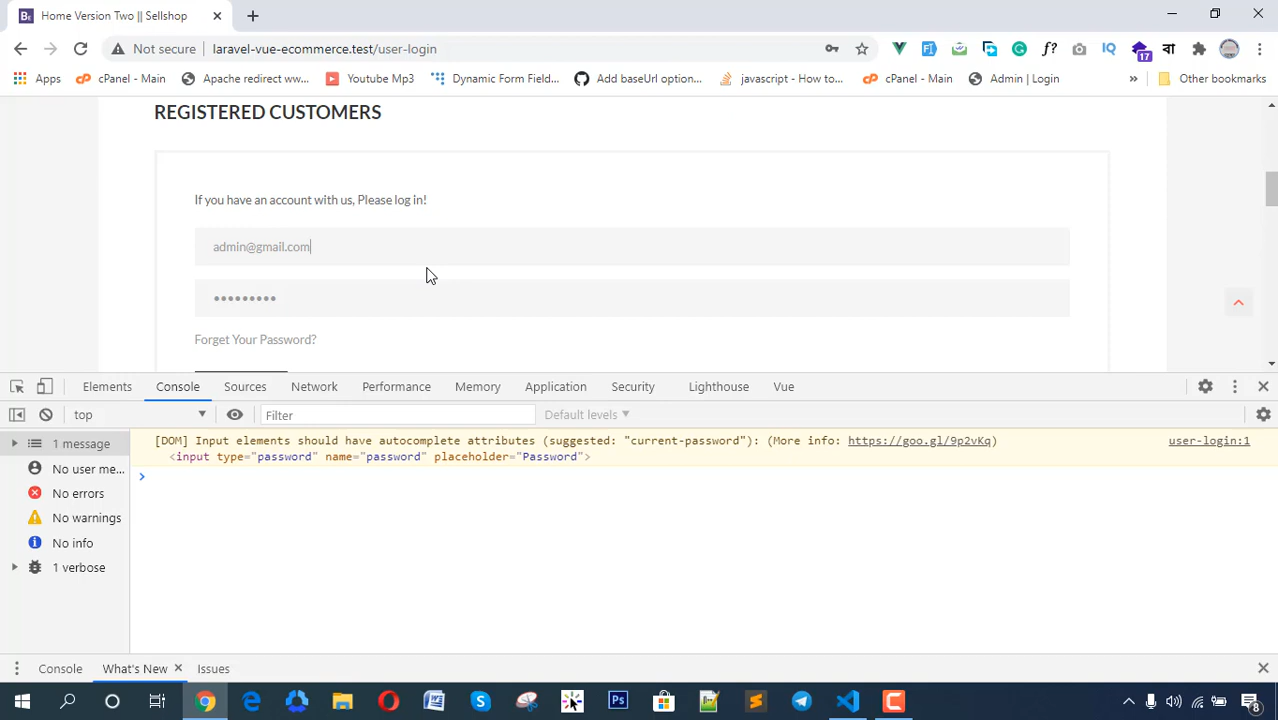 Home Version Two || Sellshop
Not secure laravel-vue-ecommerce.test/user-login
f? IQ 17 বা
Apps cPanel - Main Apache redirect ww... Youtube Mp3 Dynamic Form Field... Add baseUrl option... javascript - How to... cPanel - Main Admin | Login » Other bookmarks
REGISTERED CUSTOMERS
If you have an account with us, Please log in!
admin@gmail.com
•••••••••
Forget Your Password?
Elements Console Sources Network Performance Memory Application Security Lighthouse Vue
top Filter Default levels
1 message
[DOM] Input elements should have autocomplete attributes (suggested: "current-password"): (More info: https://goo.gl/9p2vKq) user-login:1
<input type="password" name="password" placeholder="Password">
No user me...
No errors
No warnings
No info
1 verbose
Console What's New Issues
Ps
8